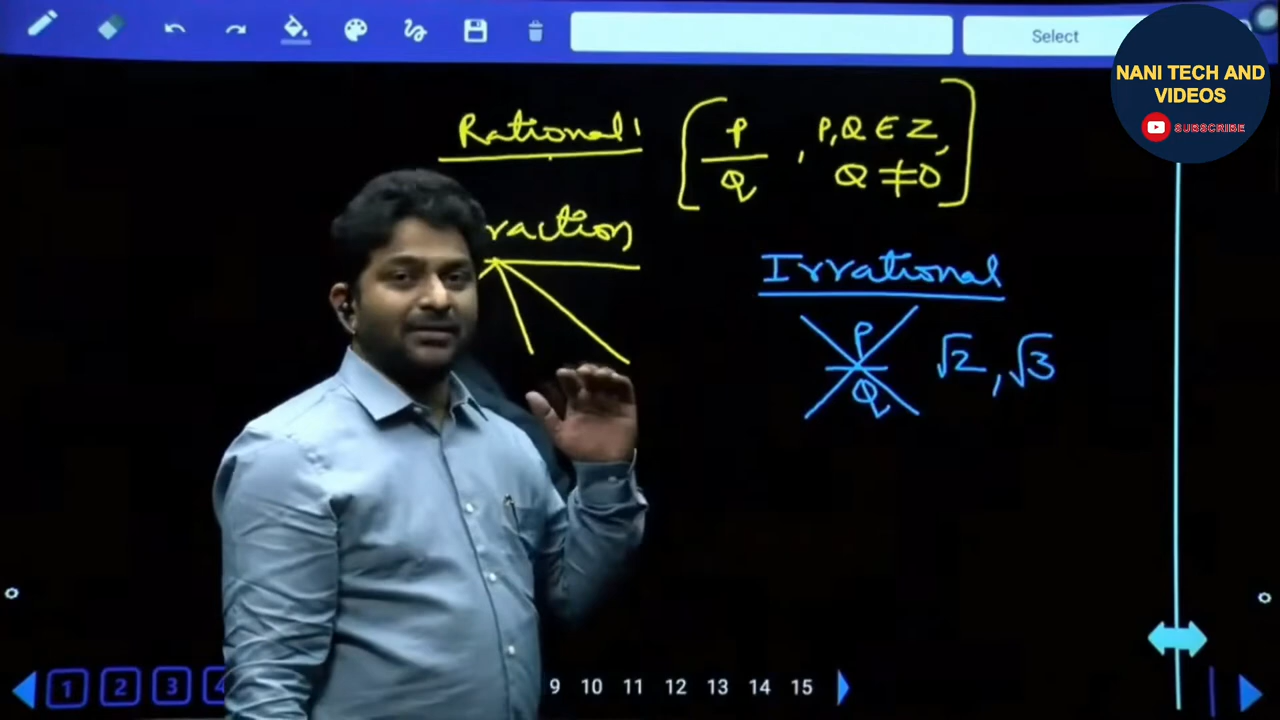 Select
NANI TECH AND
VIDEOS
SUBSCRIBE
Rational
P/Q , P,Q ∈ Z,
Q ≠ 0
raction
Irrational
P/Q √2, √3
1 2 3 4 9 10 11 12 13 14 15